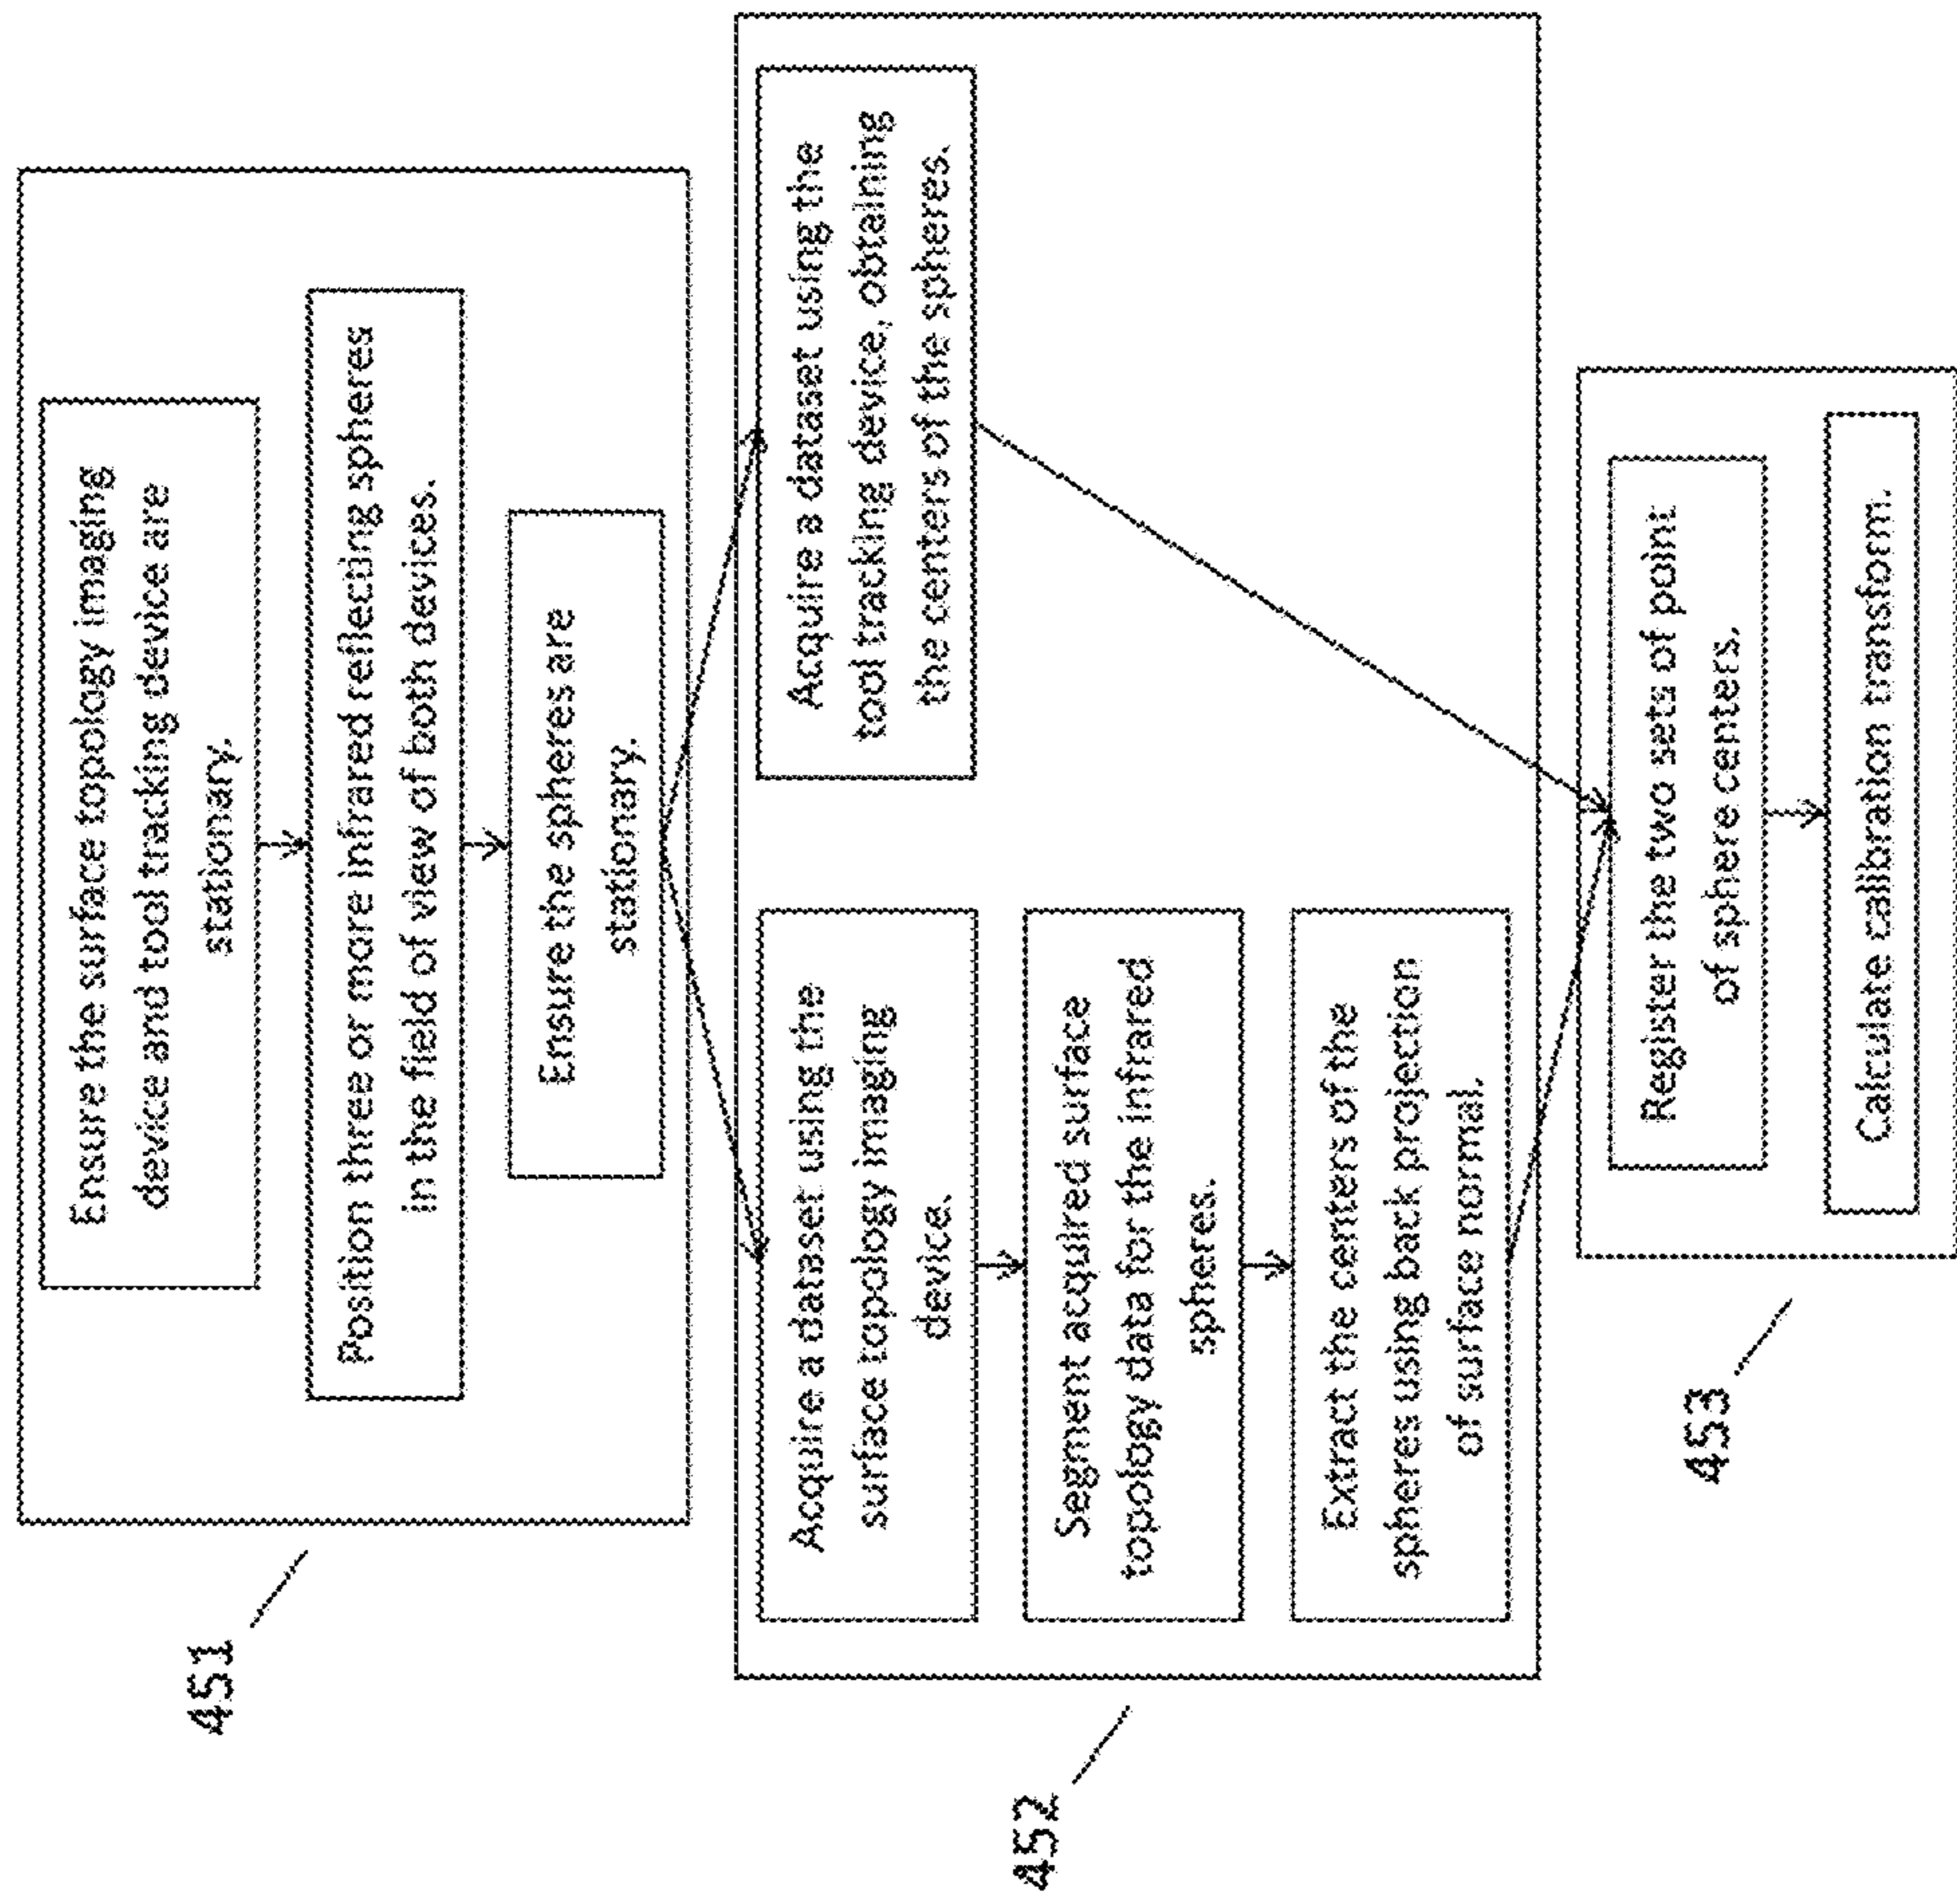 451
Ensure the surface topology imaging
device and tool tracking device are
stationary.
Position three or more infrared reflecting spheres
in the field of view of both devices.
Ensure the spheres are
stationary.
452
Acquire a dataset using the
surface topology imaging
device.
Segment acquired surface
topology data for the infrared
spheres.
Extract the centers of the
spheres using back projection
of surface normal.
Acquire a dataset using the
tool tracking device, obtaining
the centers of the spheres.
453
Register the two sets of point
of sphere centers.
Calculate calibration transform.